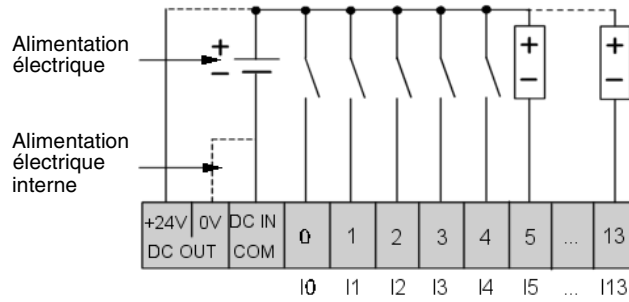 Alimentation
électrique
+
−
+ +
− −
Alimentation
électrique
interne
+24V 0V DC IN 0 1 2 3 4 5 ... 13
DC OUT COM
I0 I1 I2 I3 I4 I5 ... I13